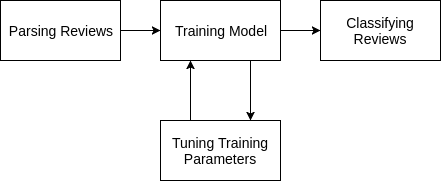 Parsing Reviews
Training Model
Classifying
Reviews
Tuning Training
Parameters